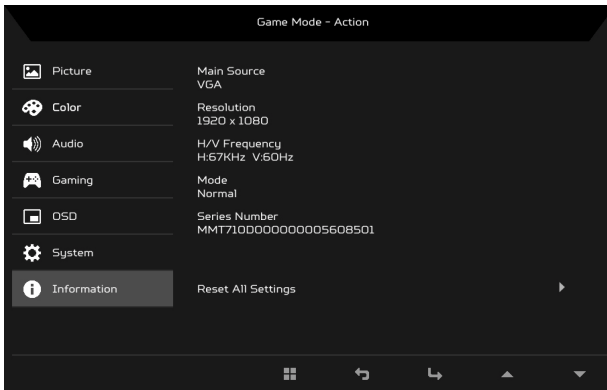 Game Mode - Action
Picture
Color
Audio
Gaming
OSD
System
Information
Main Source
VGA
Resolution
1920 x 1080
H/V Frequency
H:67KHz V:60Hz
Mode
Normal
Series Number
MMT710D000000005608501
Reset All Settings